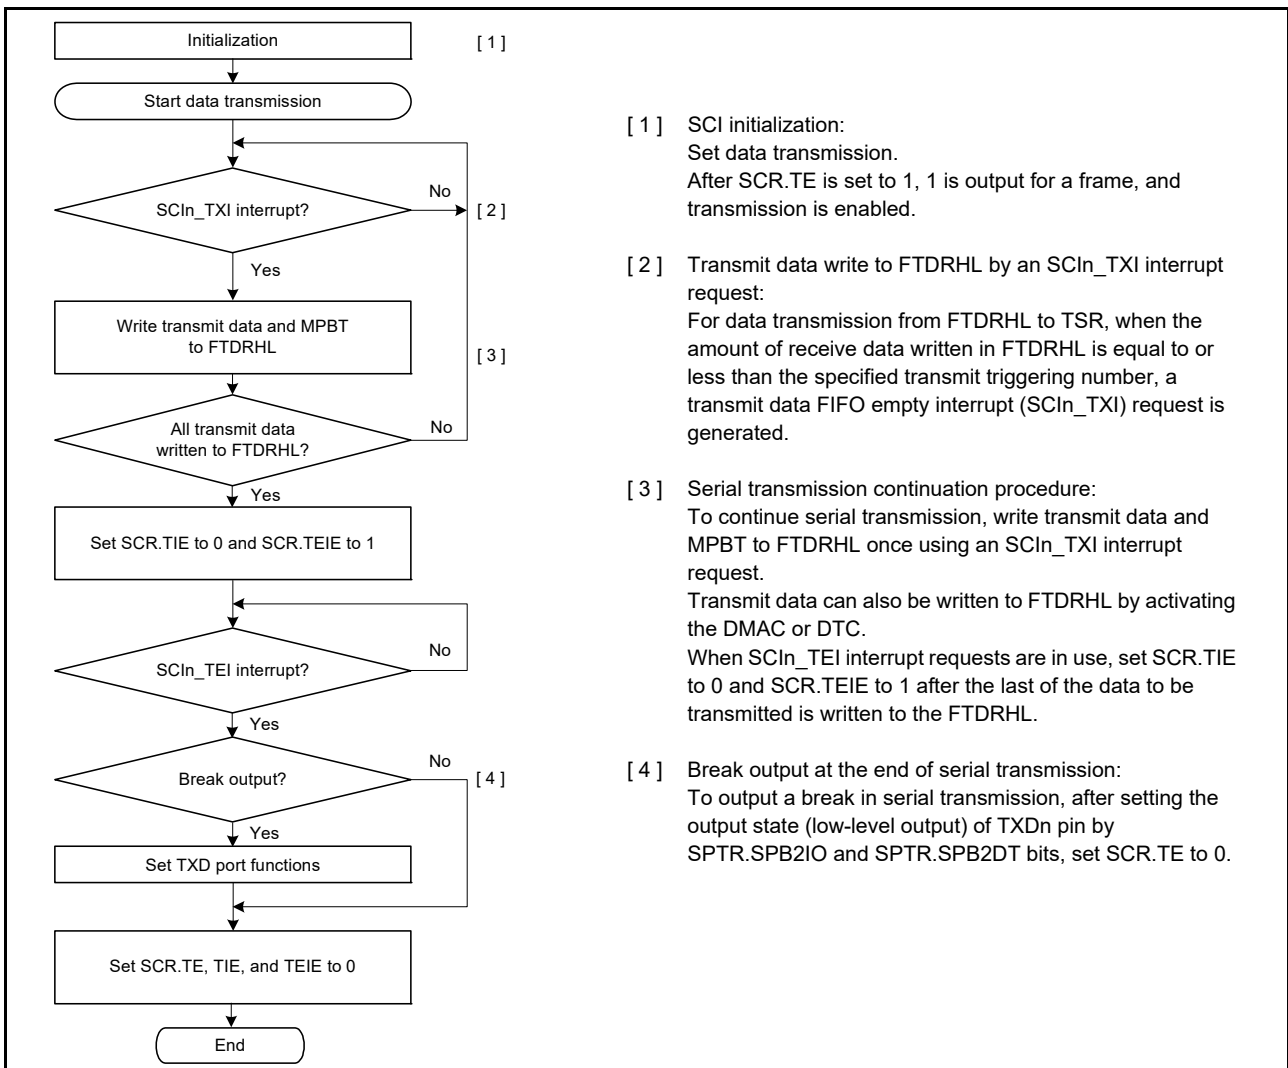 Initialization
[ 1 ]
Start data transmission
No
SCIn_TXI interrupt?
[ 2 ]
Yes
Write transmit data and MPBT
to FTDRHL
[ 3 ]
All transmit data
written to FTDRHL?
No
Yes
Set SCR.TIE to 0 and SCR.TEIE to 1
SCIn_TEI interrupt?
No
Yes
Break output?
No
[ 4 ]
Yes
Set TXD port functions
Set SCR.TE, TIE, and TEIE to 0
End
[ 1 ] SCI initialization:
Set data transmission.
After SCR.TE is set to 1, 1 is output for a frame, and
transmission is enabled.
[ 2 ] Transmit data write to FTDRHL by an SCIn_TXI interrupt
request:
For data transmission from FTDRHL to TSR, when the
amount of receive data written in FTDRHL is equal to or
less than the specified transmit triggering number, a
transmit data FIFO empty interrupt (SCIn_TXI) request is
generated.
[ 3 ] Serial transmission continuation procedure:
To continue serial transmission, write transmit data and
MPBT to FTDRHL once using an SCIn_TXI interrupt
request.
Transmit data can also be written to FTDRHL by activating
the DMAC or DTC.
When SCIn_TEI interrupt requests are in use, set SCR.TIE
to 0 and SCR.TEIE to 1 after the last of the data to be
transmitted is written to the FTDRHL.
[ 4 ] Break output at the end of serial transmission:
To output a break in serial transmission, after setting the
output state (low-level output) of TXDn pin by
SPTR.SPB2IO and SPTR.SPB2DT bits, set SCR.TE to 0.